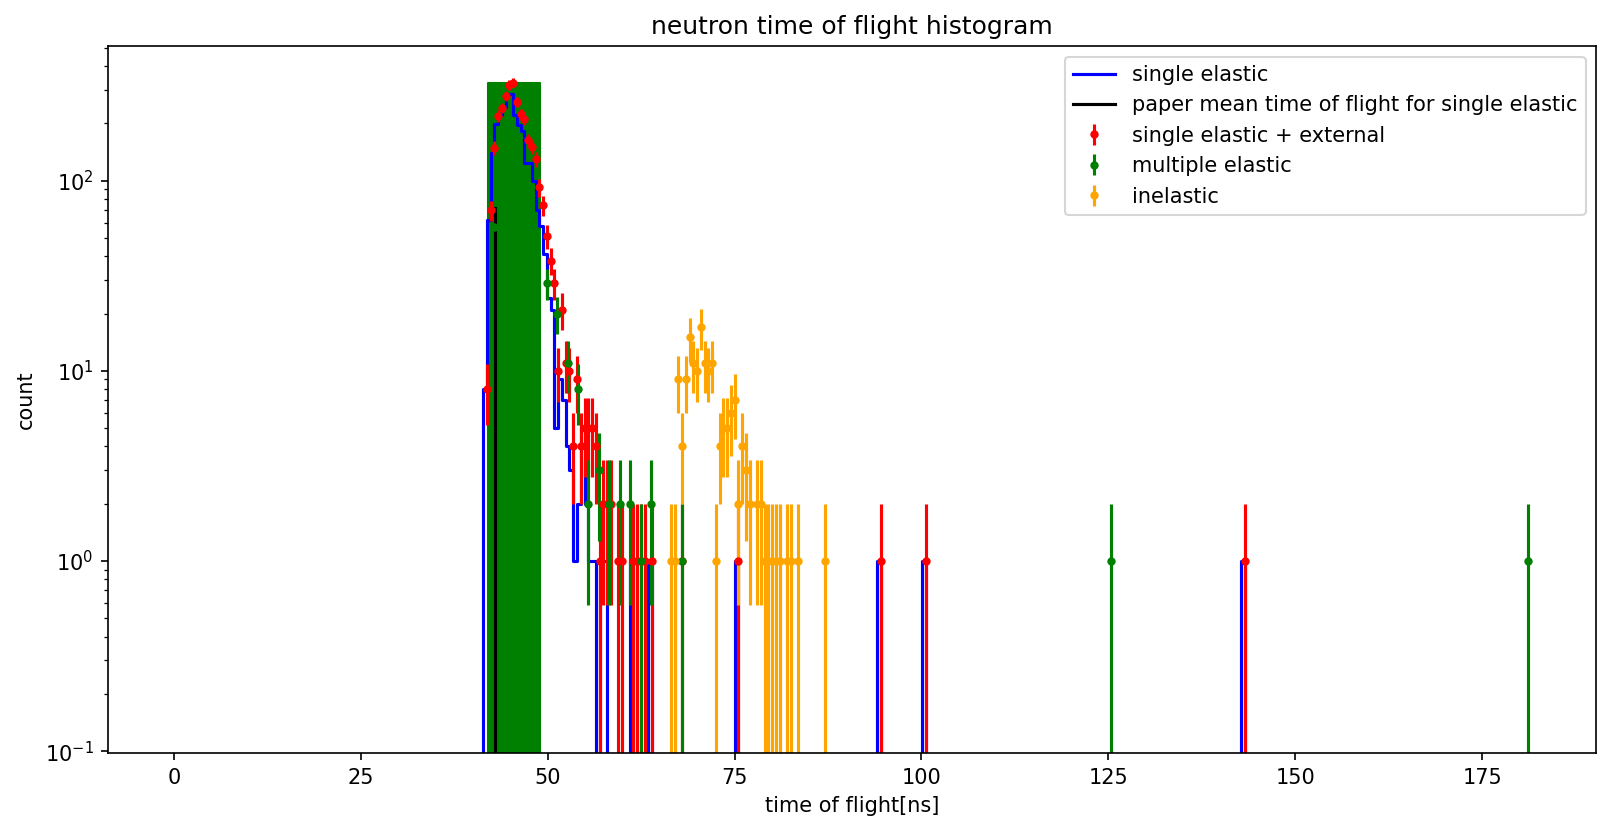 neutron time of flight histogram
single elastic
paper mean time of flight for single elastic
single elastic + external
multiple elastic
inelastic
count
10²
10¹
10⁰
10⁻¹
0 25 50 75 100 125 150 175
time of flight[ns]